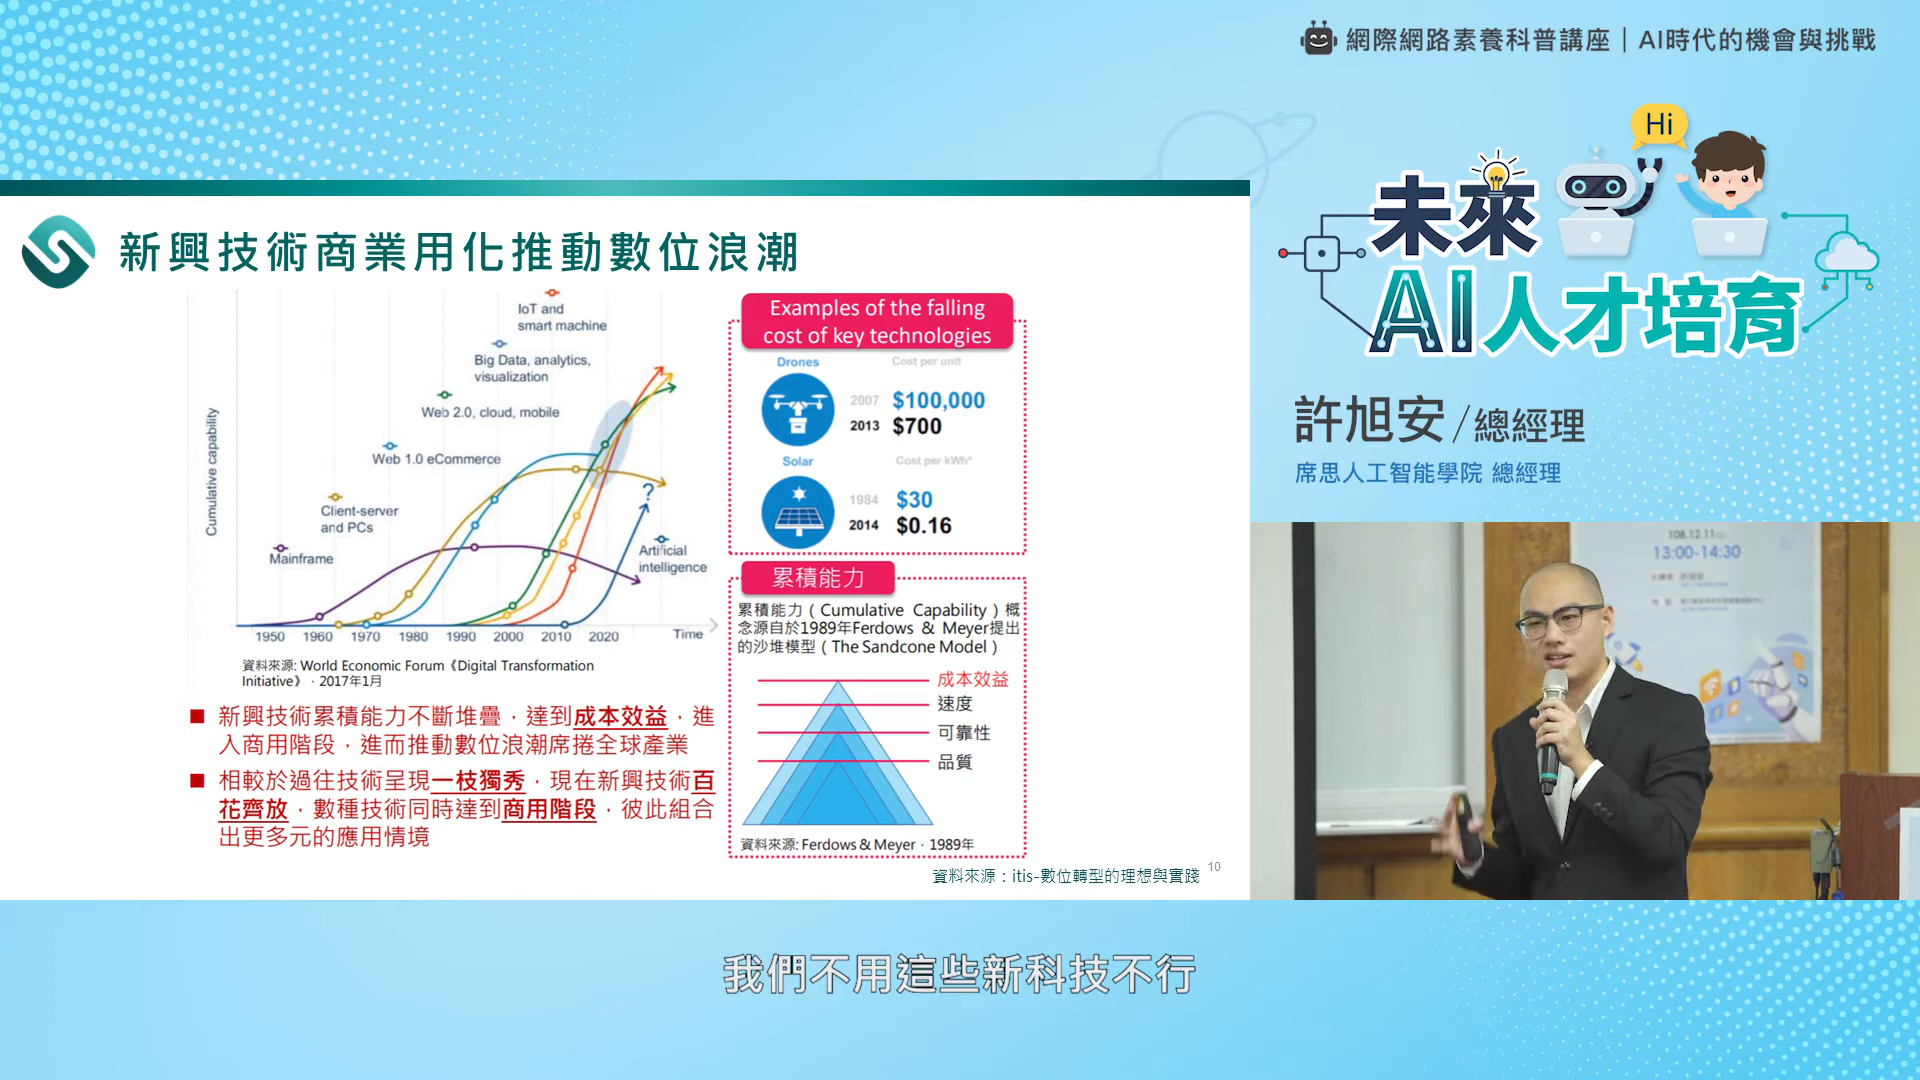 網際網路素養科普講座｜AI時代的機會與挑戰
Hi
未來
AI人才培育
許旭安/總經理
席思人工智能學院 總經理
新興技術商業用化推動數位浪潮
IoT and
smart machine
Big Data, analytics,
visualization
Web 2.0, cloud, mobile
Web 1.0 eCommerce
Client-server
and PCs
Mainframe
?
Artificial
intelligence
Cumulative capability
1950 1960 1970 1980 1990 2000 2010 2020 Time
資料來源: World Economic Forum《Digital Transformation
Initiative》，2017年1月
Examples of the falling
cost of key technologies
Drones Cost per unit
2007 $100,000
2013 $700
Solar Cost per kWh*
1984 $30
2014 $0.16
累積能力
累積能力（Cumulative Capability）概
念源自於1989年Ferdows & Meyer提出
的沙堆模型（The Sandcone Model）
成本效益
速度
可靠性
品質
資料來源: Ferdows & Meyer，1989年
■ 新興技術累積能力不斷堆疊，達到成本效益，進
入商用階段，進而推動數位浪潮席捲全球產業
■ 相較於過往技術呈現一枝獨秀，現在新興技術百
花齊放，數種技術同時達到商用階段，彼此組合
出更多元的應用情境
資料來源：itis-數位轉型的理想與實踐
10
108.12.11
13:00-14:30
我們不用這些新科技不行